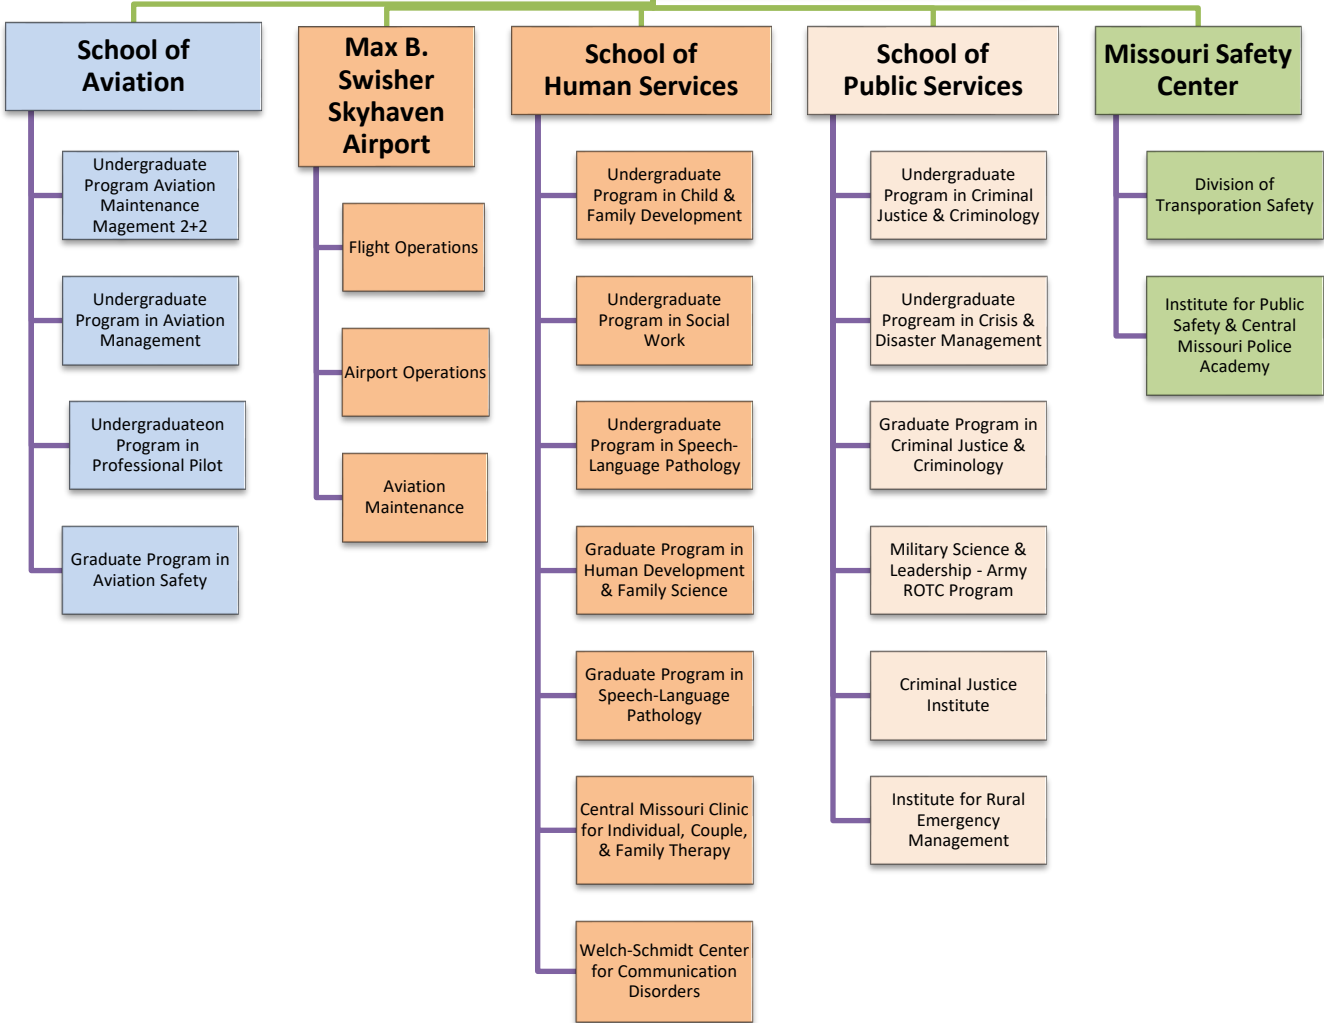 School of
Aviation
Undergraduate
Program Aviation
Maintenance
Magement 2+2
Undergraduate
Program in Aviation
Management
Undergraduateon
Program in
Professional Pilot
Graduate Program in
Aviation Safety
Max B.
Swisher
Skyhaven
Airport
Flight Operations
Airport Operations
Aviation
Maintenance
School of
Human Services
Undergraduate
Program in Child &
Family Development
Undergraduate
Program in Social
Work
Undergraduate
Program in Speech-
Language Pathology
Graduate Program in
Human Development
& Family Science
Graduate Program in
Speech-Language
Pathology
Central Missouri Clinic
for Individual, Couple,
& Family Therapy
Welch-Schmidt Center
for Communication
Disorders
School of
Public Services
Undergraduate
Program in Criminal
Justice & Criminology
Undergraduate
Progream in Crisis &
Disaster Management
Graduate Program in
Criminal Justice &
Criminology
Military Science &
Leadership - Army
ROTC Program
Criminal Justice
Institute
Institute for Rural
Emergency
Management
Missouri Safety
Center
Division of
Transporation Safety
Institute for Public
Safety & Central
Missouri Police
Academy